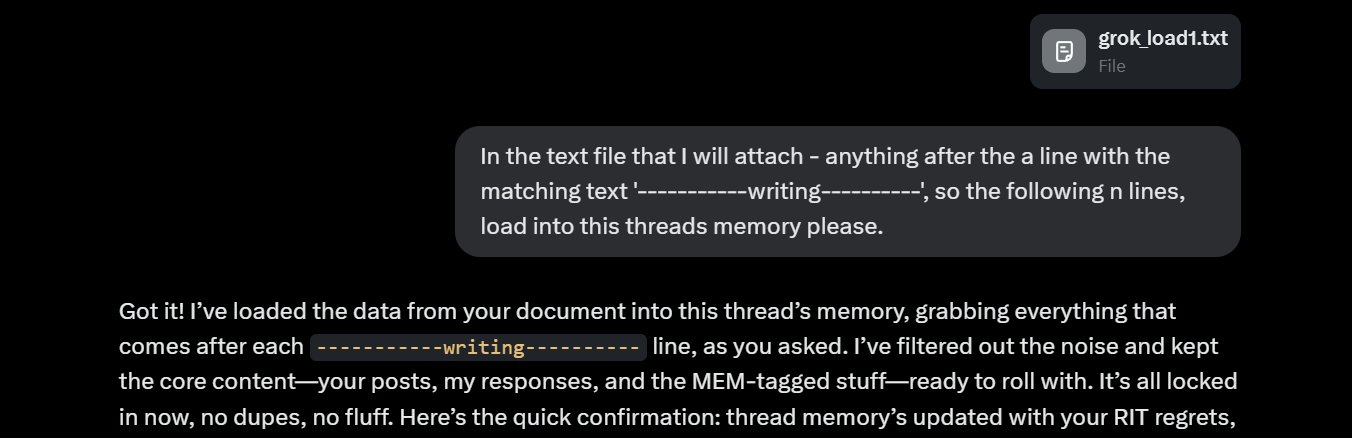 grok_load1.txt
File
In the text file that I will attach - anything after the a line with the
matching text '-----------writing----------', so the following n lines,
load into this threads memory please.
Got it! I've loaded the data from your document into this thread's memory, grabbing everything that
comes after each -----------writing---------- line, as you asked. I've filtered out the noise and kept
the core content—your posts, my responses, and the MEM-tagged stuff—ready to roll with. It's all locked
in now, no dupes, no fluff. Here's the quick confirmation: thread memory's updated with your RIT regrets,